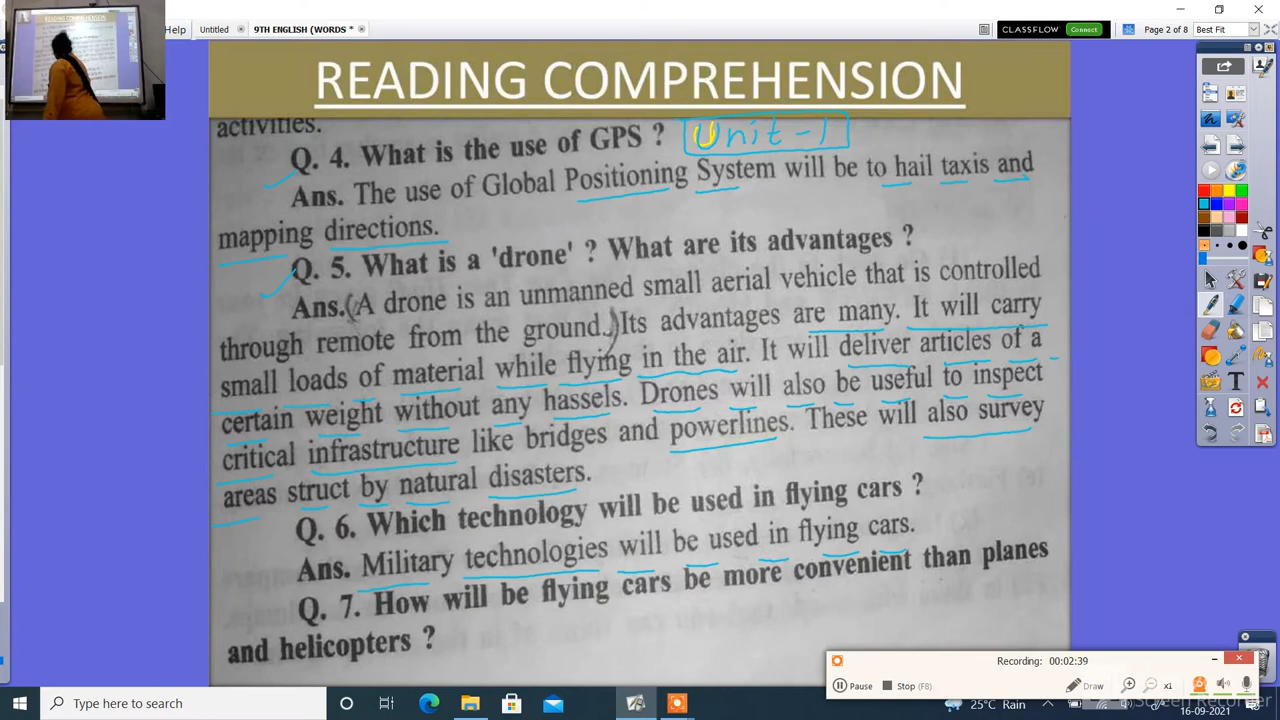 READING COMPREHENSION
Help
Untitled
9TH ENGLISH (WORDS *
CLASSFLOW
Connect
Page 2 of 8
Best Fit
READING COMPREHENSION
activities.
Q. 4. What is the use of GPS ? Unit-1
Ans. The use of Global Positioning System will be to hail taxis and
mapping directions.
Q. 5. What is a 'drone' ? What are its advantages ?
Ans. (A drone is an unmanned small aerial vehicle that is controlled
through remote from the ground.) Its advantages are many. It will carry
small loads of material while flying in the air. It will deliver articles of a
certain weight without any hassels. Drones will also be useful to inspect
critical infrastructure like bridges and powerlines. These will also survey
areas struct by natural disasters.
Q. 6. Which technology will be used in flying cars ?
Ans. Military technologies will be used in flying cars.
Q. 7. How will be flying cars be more convenient than planes
and helicopters ?
Recording: 00:02:39
Pause
Stop (F8)
Draw
x1
Screen Recorder
Type here to search
25°C Rain
16-09-2021